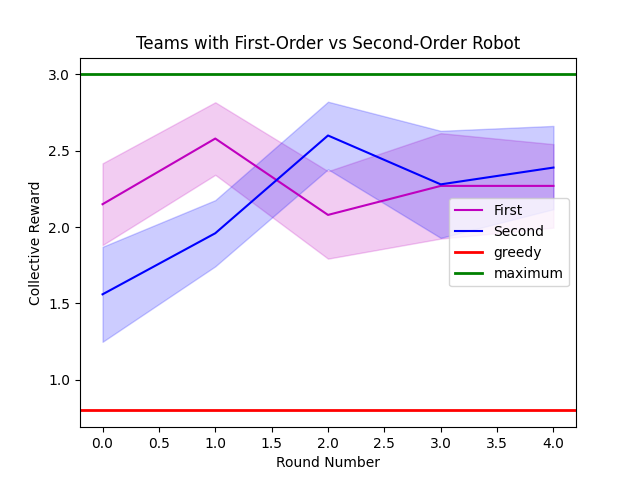 Teams with First-Order vs Second-Order Robot
3.0
2.5
2.0
1.5
1.0
Collective Reward
First
Second
greedy
maximum
0.0 0.5 1.0 1.5 2.0 2.5 3.0 3.5 4.0
Round Number